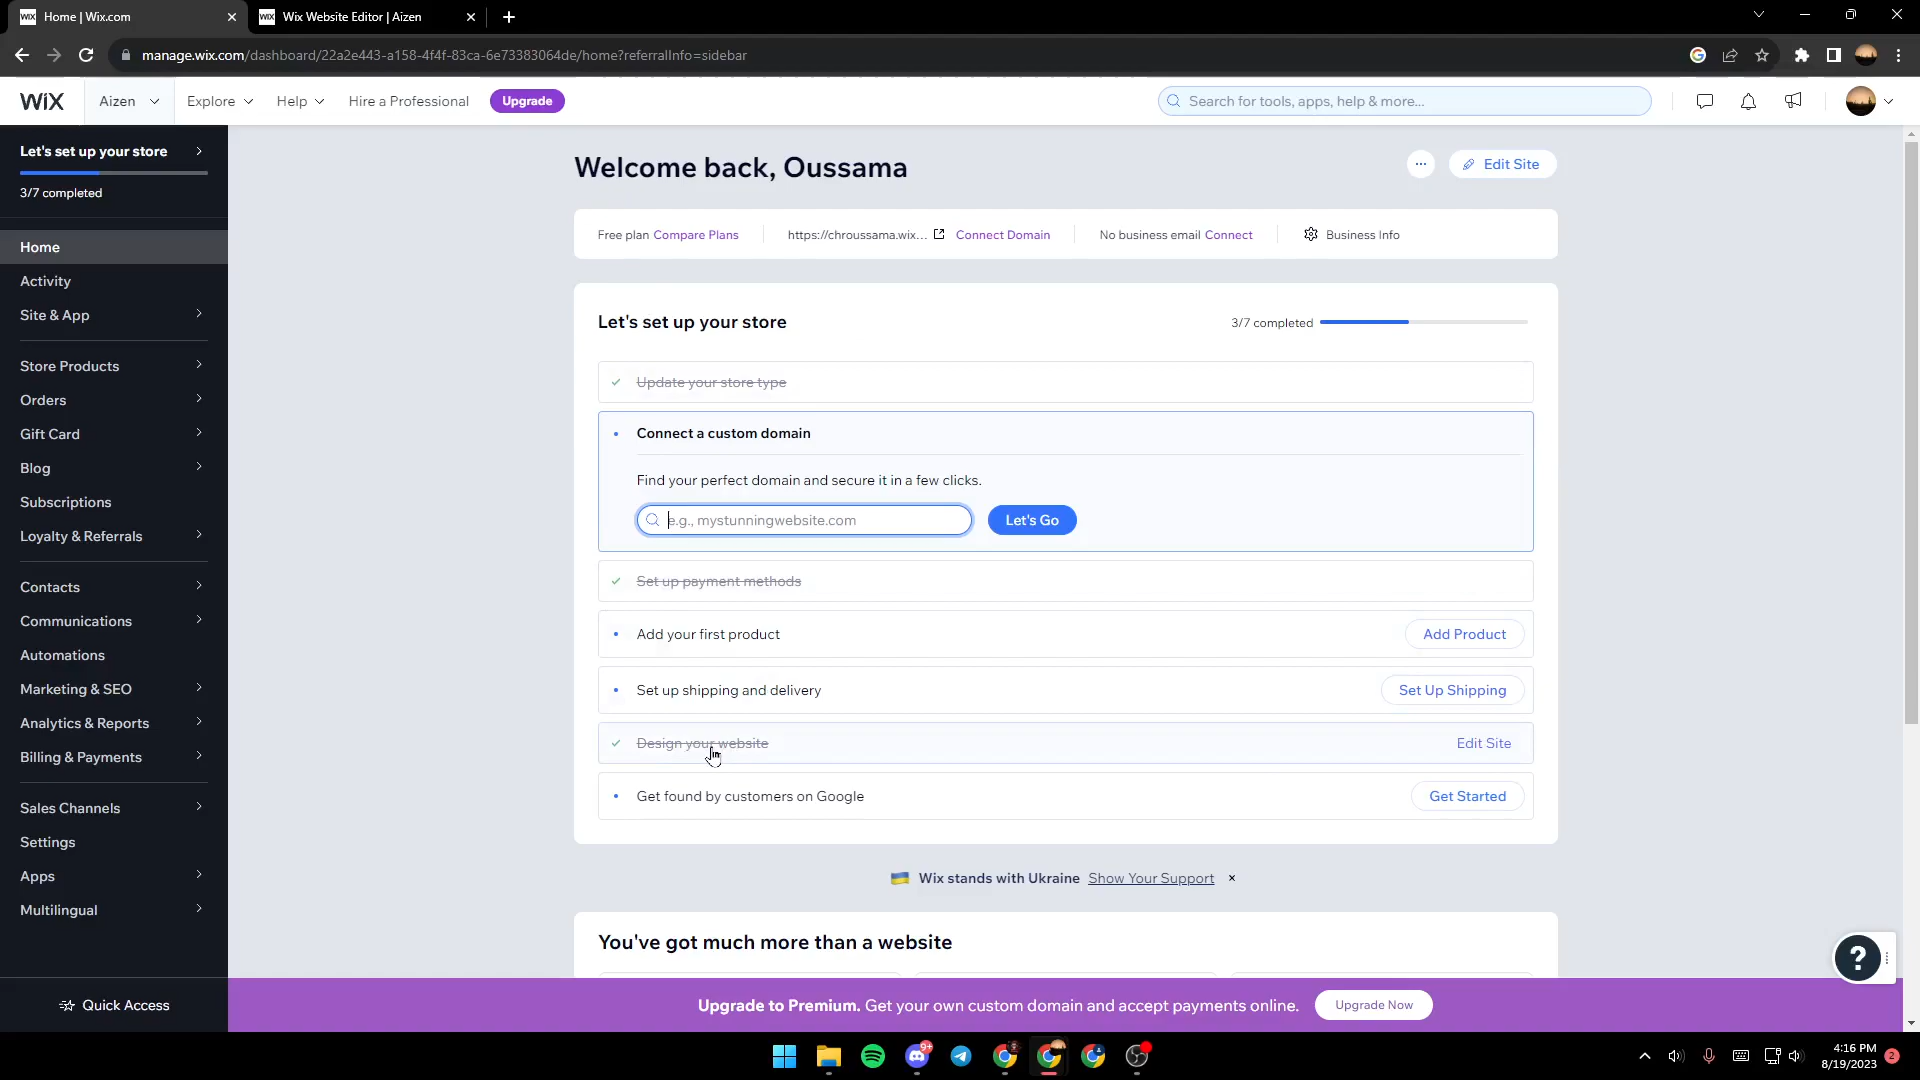 Home | Wix.com
Wix Website Editor | Aizen
manage.wix.com/dashboard/22a2e443-a158-4f4f-83ca-6e73383064de/home?referralInfo=sidebar
WIX
Aizen
Explore
Help
Hire a Professional
Upgrade
Search for tools, apps, help & more...
Let's set up your store
3/7 completed
Home
Activity
Site & App
Store Products
Orders
Gift Card
Blog
Subscriptions
Loyalty & Referrals
Contacts
Communications
Automations
Marketing & SEO
Analytics & Reports
Billing & Payments
Sales Channels
Settings
Apps
Multilingual
Quick Access
Welcome back, Oussama
Edit Site
Free plan Compare Plans
https://chroussama.wix... Connect Domain
No business email Connect
Business Info
Let's set up your store
3/7 completed
Update your store type
Connect a custom domain
Find your perfect domain and secure it in a few clicks.
e.g., mystunningwebsite.com
Let's Go
Set up payment methods
Add your first product
Add Product
Set up shipping and delivery
Set Up Shipping
Design your website
Edit Site
Get found by customers on Google
Get Started
Wix stands with Ukraine Show Your Support
You've got much more than a website
?
Upgrade to Premium. Get your own custom domain and accept payments online.
Upgrade Now
9+
4:16 PM
8/19/2023
2